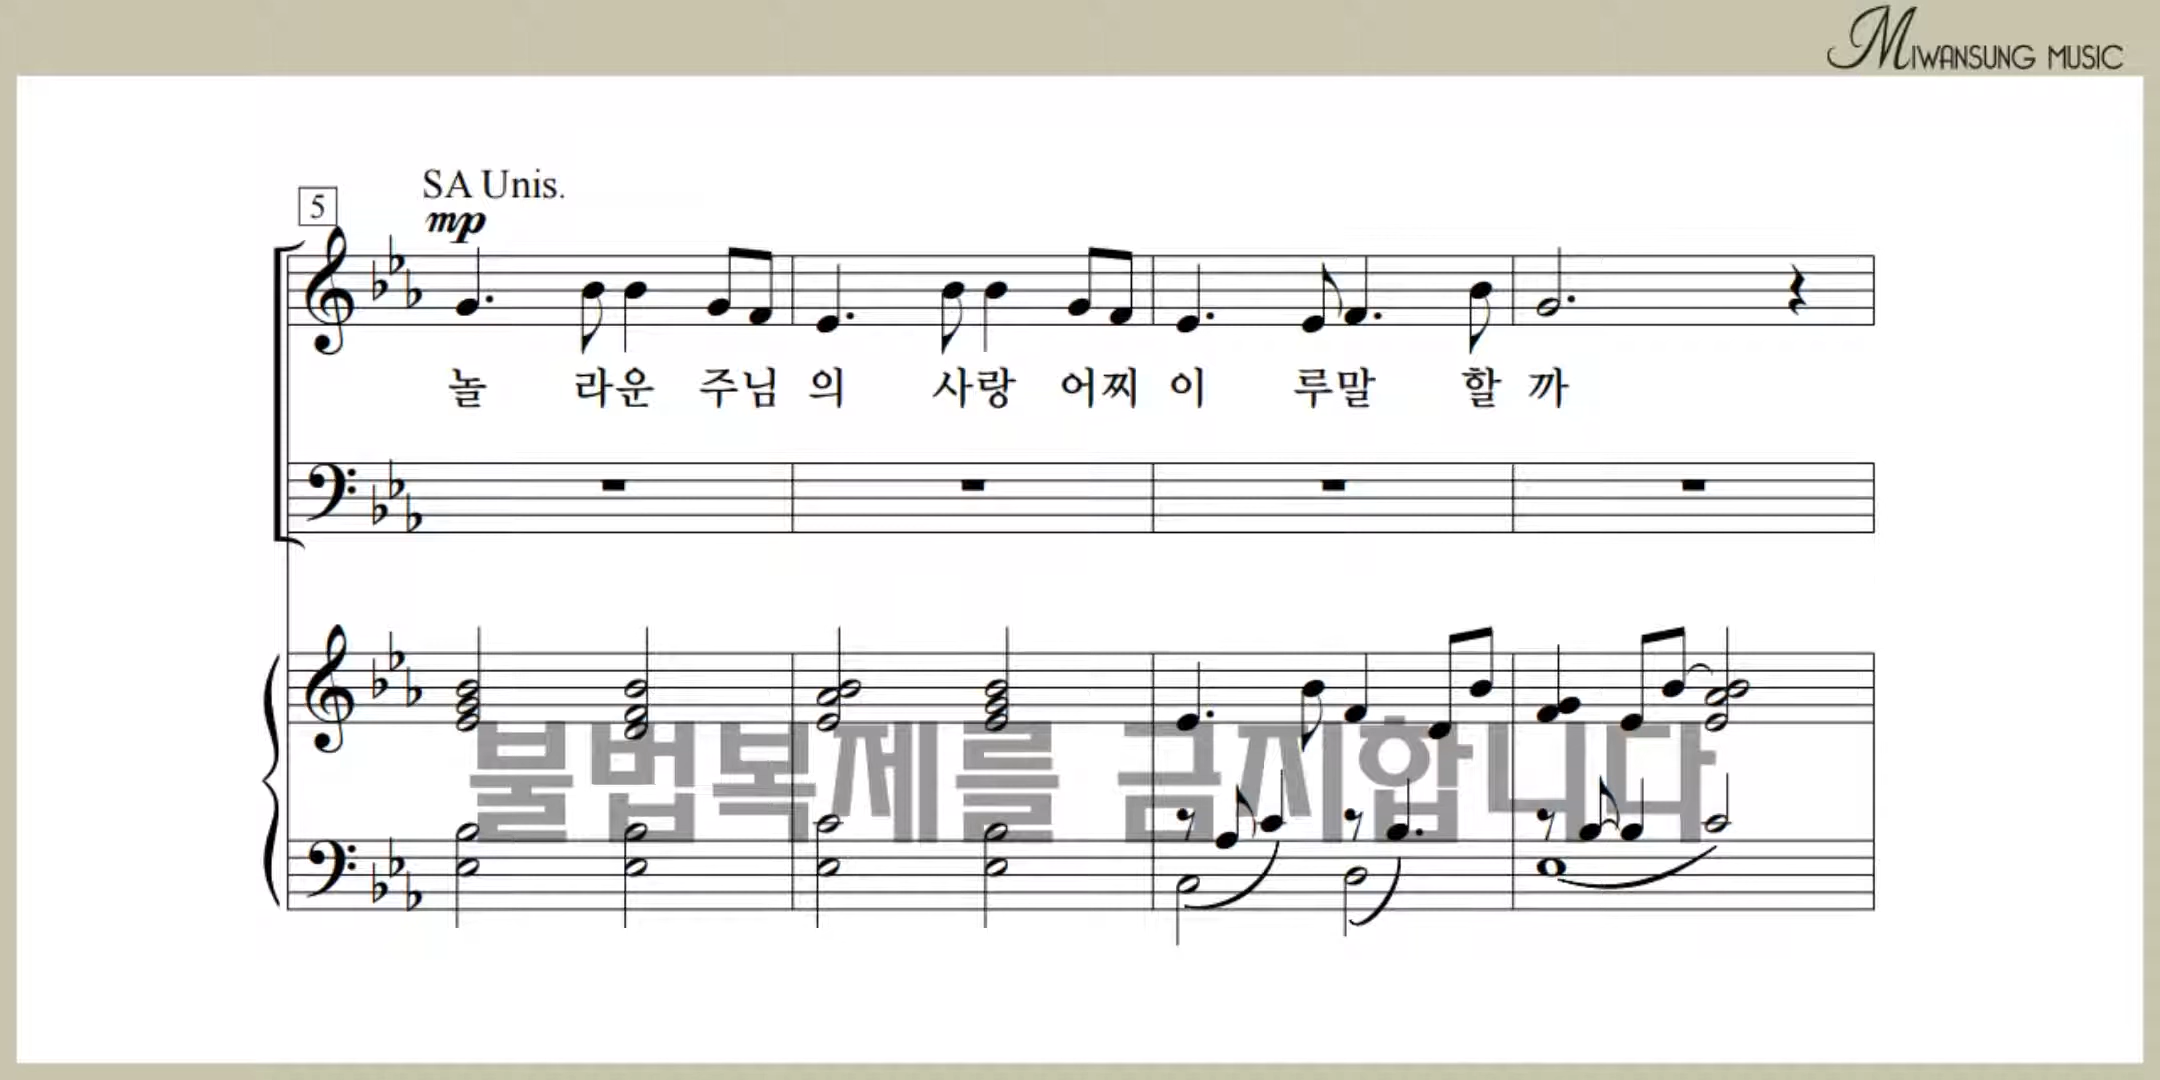 MIWANSUNG MUSIC
SA Unis.
5
mp
놀 라운 주님 의 사랑 어찌 이 루말 할 까
불법복제를 금지합니다